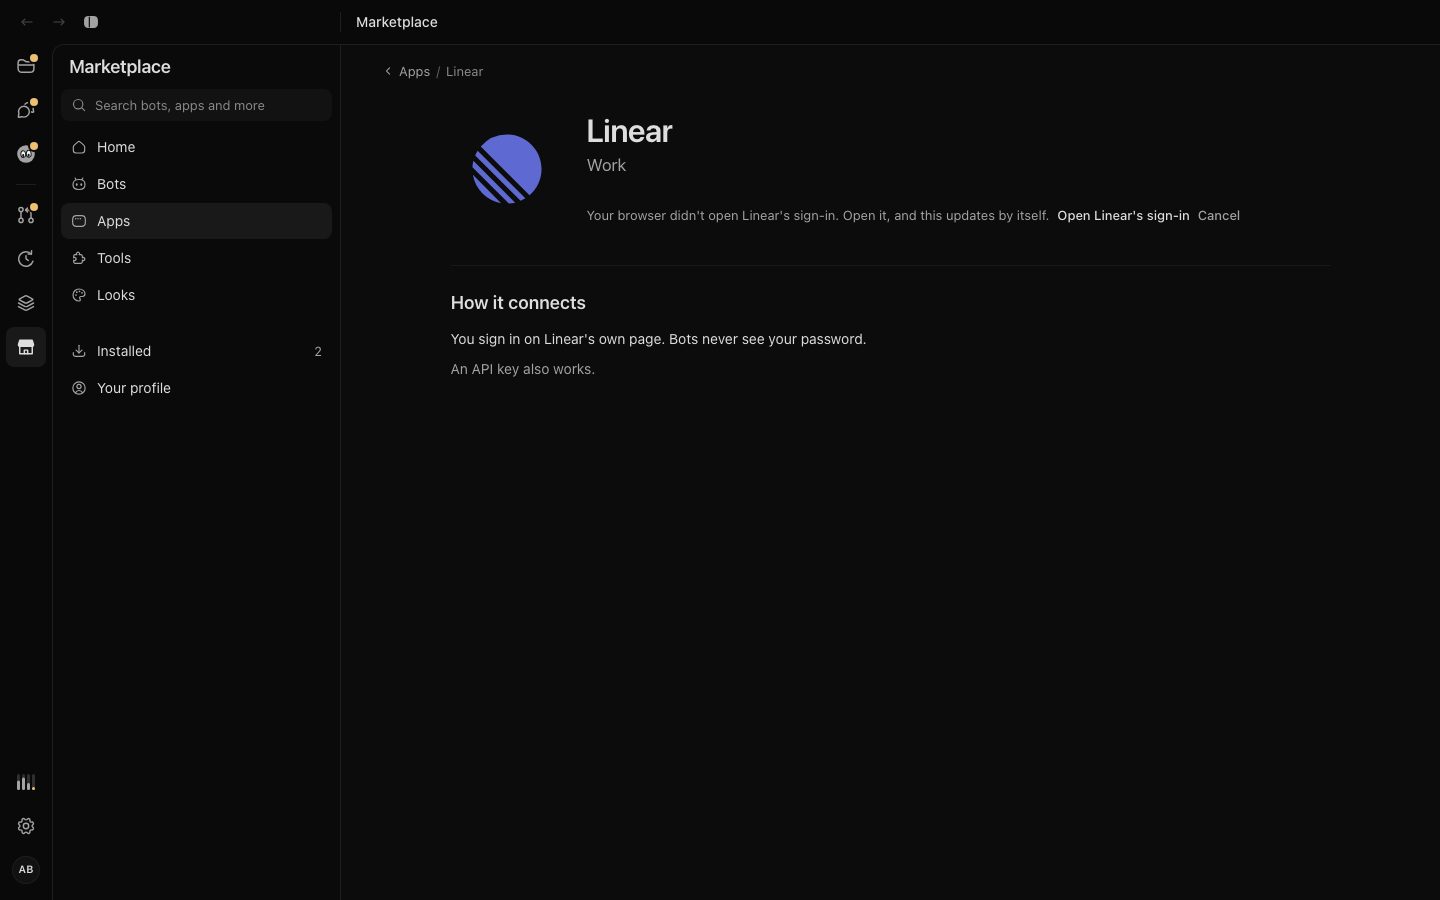 Marketplace
Marketplace
Search bots, apps and more
Home
Bots
Apps
Tools
Looks
Installed 2
Your profile
AB
Apps / Linear
Linear
Work
Your browser didn't open Linear's sign-in. Open it, and this updates by itself. Open Linear's sign-in Cancel
How it connects
You sign in on Linear's own page. Bots never see your password.
An API key also works.